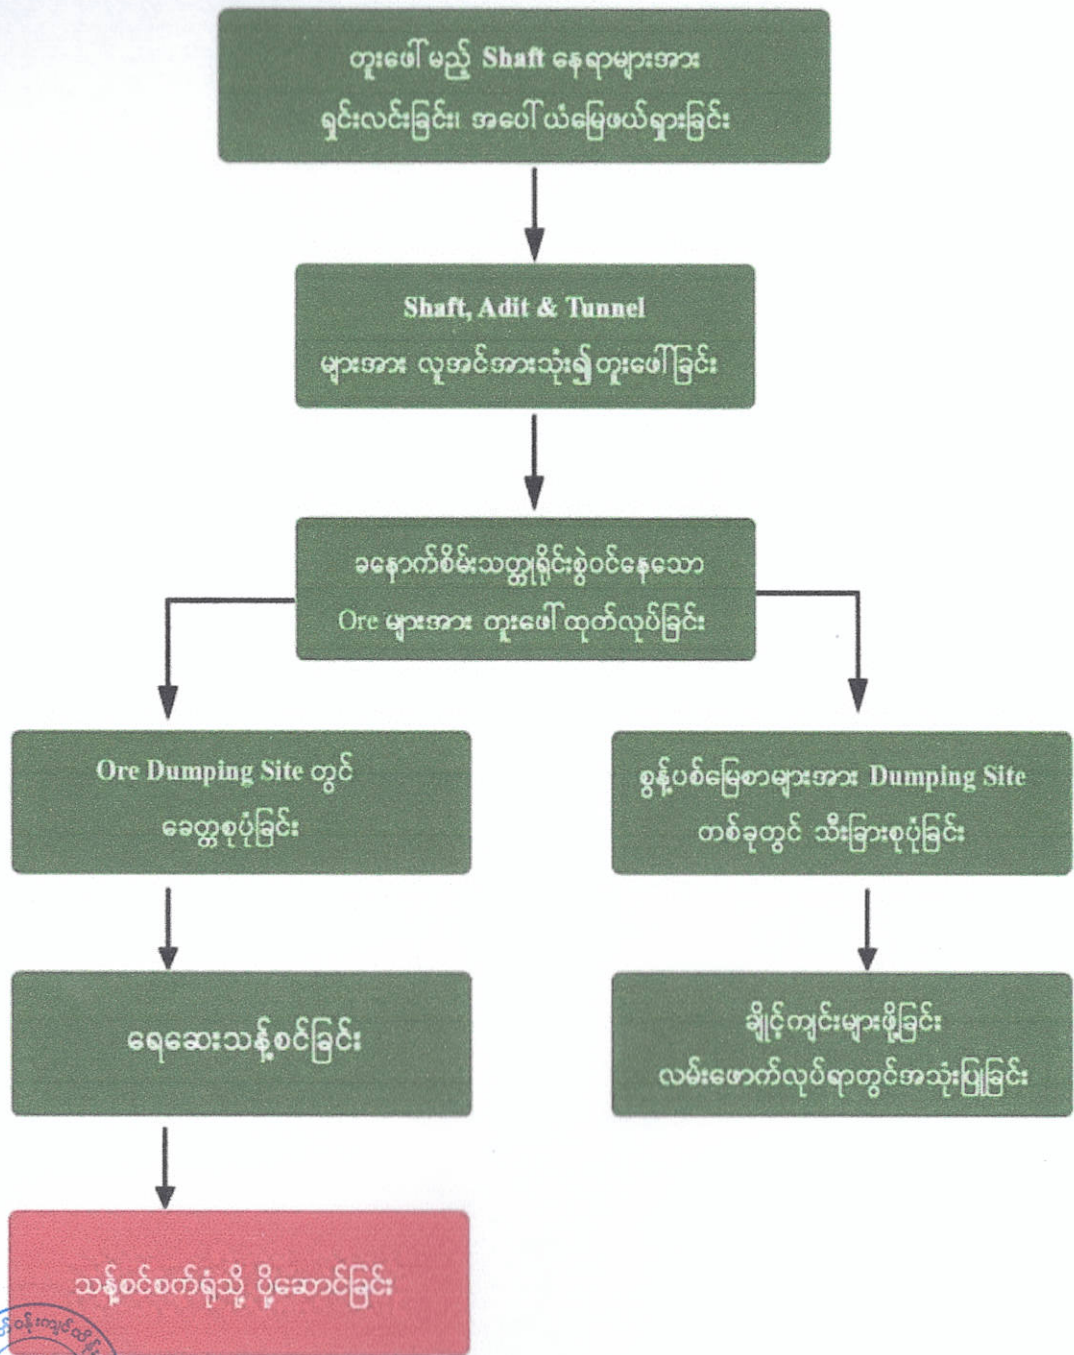 တူးဖေါ်မည့် Shaft နေရာများအား
ရှင်းလင်းခြင်း၊ အပေါ်ယံမြေဖယ်ရှားခြင်း
Shaft, Adit & Tunnel
များအား လူအင်အားသုံး၍တူးဖေါ်ခြင်း
ခနောက်စိမ်းသတ္တုရိုင်းစွဲဝင်နေသော
Ore များအား တူးဖေါ်ထုတ်လုပ်ခြင်း
Ore Dumping Site တွင်
ခေတ္တစုပုံခြင်း
စွန့်ပစ်မြေစာများအား Dumping Site
တစ်ခုတွင် သီးခြားစုပုံခြင်း
ရေဆေးသန့်စင်ခြင်း
ချိုင့်ကျင်းများဖို့ခြင်း
လမ်းဖောက်လုပ်ရာတွင်အသုံးပြုခြင်း
သန့်စင်စက်ရုံသို့ ပို့ဆောင်ခြင်း